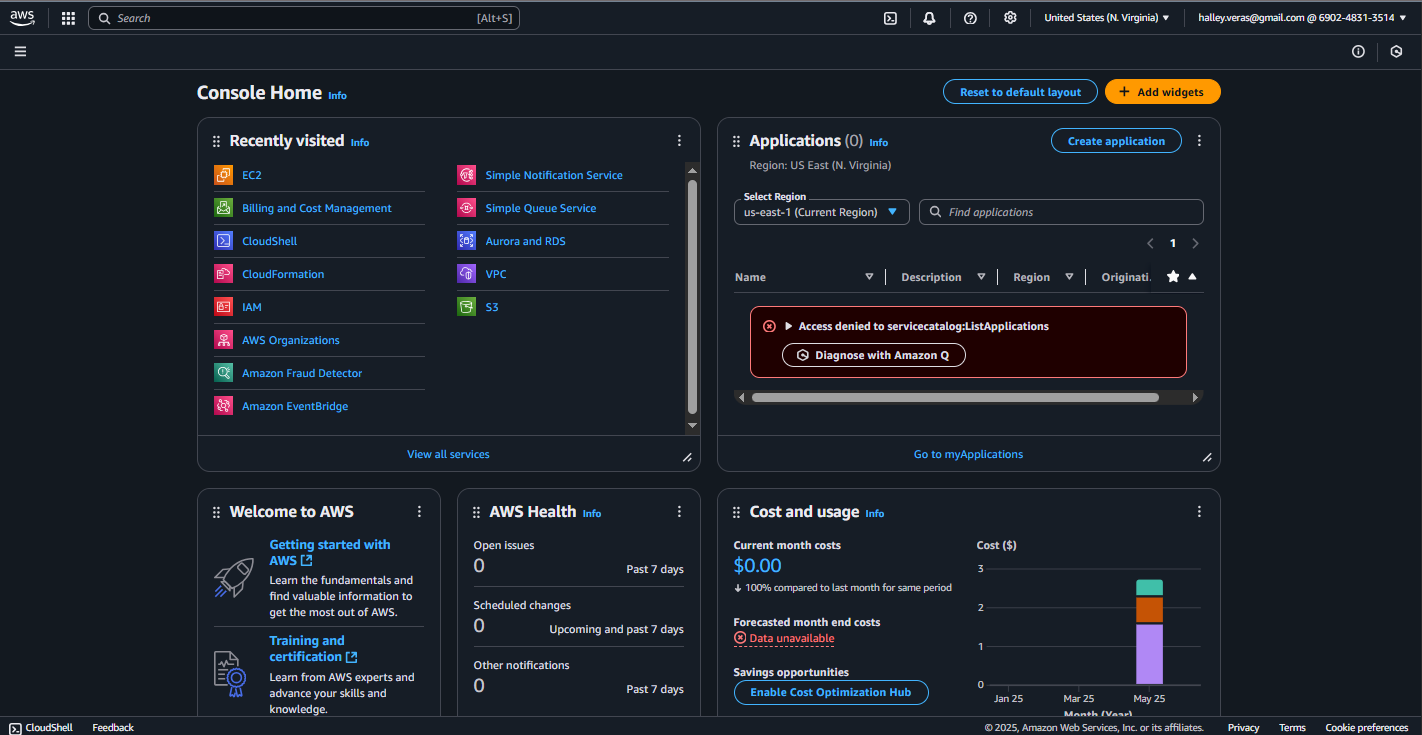 aws
Search [Alt+S]
United States (N. Virginia)
halley.veras@gmail.com @ 6902-4831-3514
Console Home Info
Reset to default layout
Add widgets
Recently visited Info
EC2
Billing and Cost Management
CloudShell
CloudFormation
IAM
AWS Organizations
Amazon Fraud Detector
Amazon EventBridge
Simple Notification Service
Simple Queue Service
Aurora and RDS
VPC
S3
View all services
Applications (0) Info
Create application
Region: US East (N. Virginia)
Select Region
us-east-1 (Current Region)
Find applications
1
Name Description Region Originati.
Access denied to servicecatalog:ListApplications
Diagnose with Amazon Q
Go to myApplications
Welcome to AWS
Getting started with
AWS
Learn the fundamentals and
find valuable information to
get the most out of AWS.
Training and
certification
Learn from AWS experts and
advance your skills and
knowledge.
AWS Health Info
Open issues
0
Past 7 days
Scheduled changes
0
Upcoming and past 7 days
Other notifications
0
Past 7 days
Cost and usage Info
Current month costs
$0.00
100% compared to last month for same period
Forecasted month end costs
Data unavailable
Savings opportunities
Enable Cost Optimization Hub
Cost ($)
3
2
1
0
Jan 25 Mar 25 May 25
Month (Year)
CloudShell
Feedback
© 2025, Amazon Web Services, Inc. or its affiliates.
Privacy
Terms
Cookie preferences